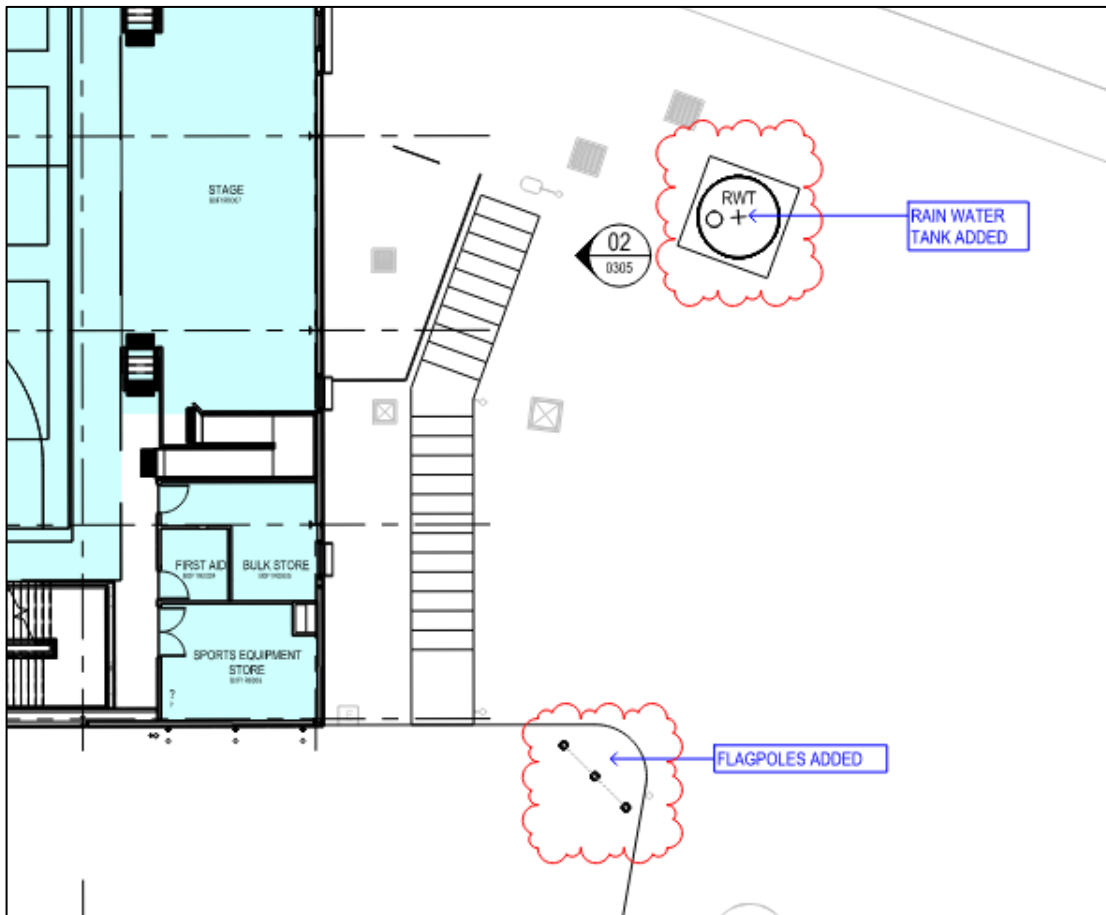 STAGE
RWT
RAIN WATER
TANK ADDED
02
0305
FIRST AID
BULK STORE
SPORTS EQUIPMENT
STORE
?
E
FLAGPOLES ADDED